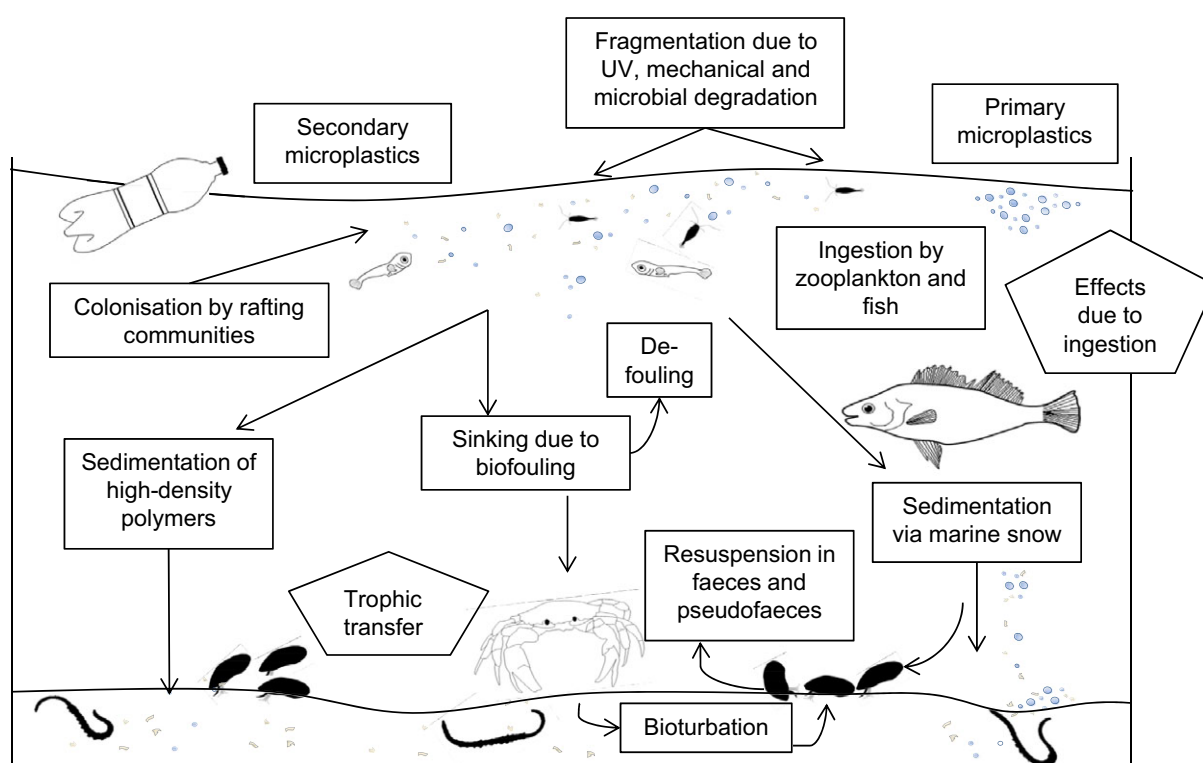 Fragmentation due to
UV, mechanical and
microbial degradation
Secondary
microplastics
Primary
microplastics
Colonisation by rafting
communities
Ingestion by
zooplankton and
fish
Effects
due to
ingestion
De-
fouling
Sedimentation of
high-density
polymers
Sinking due to
biofouling
Sedimentation
via marine snow
Trophic
transfer
Resuspension in
faeces and
pseudofaeces
Bioturbation